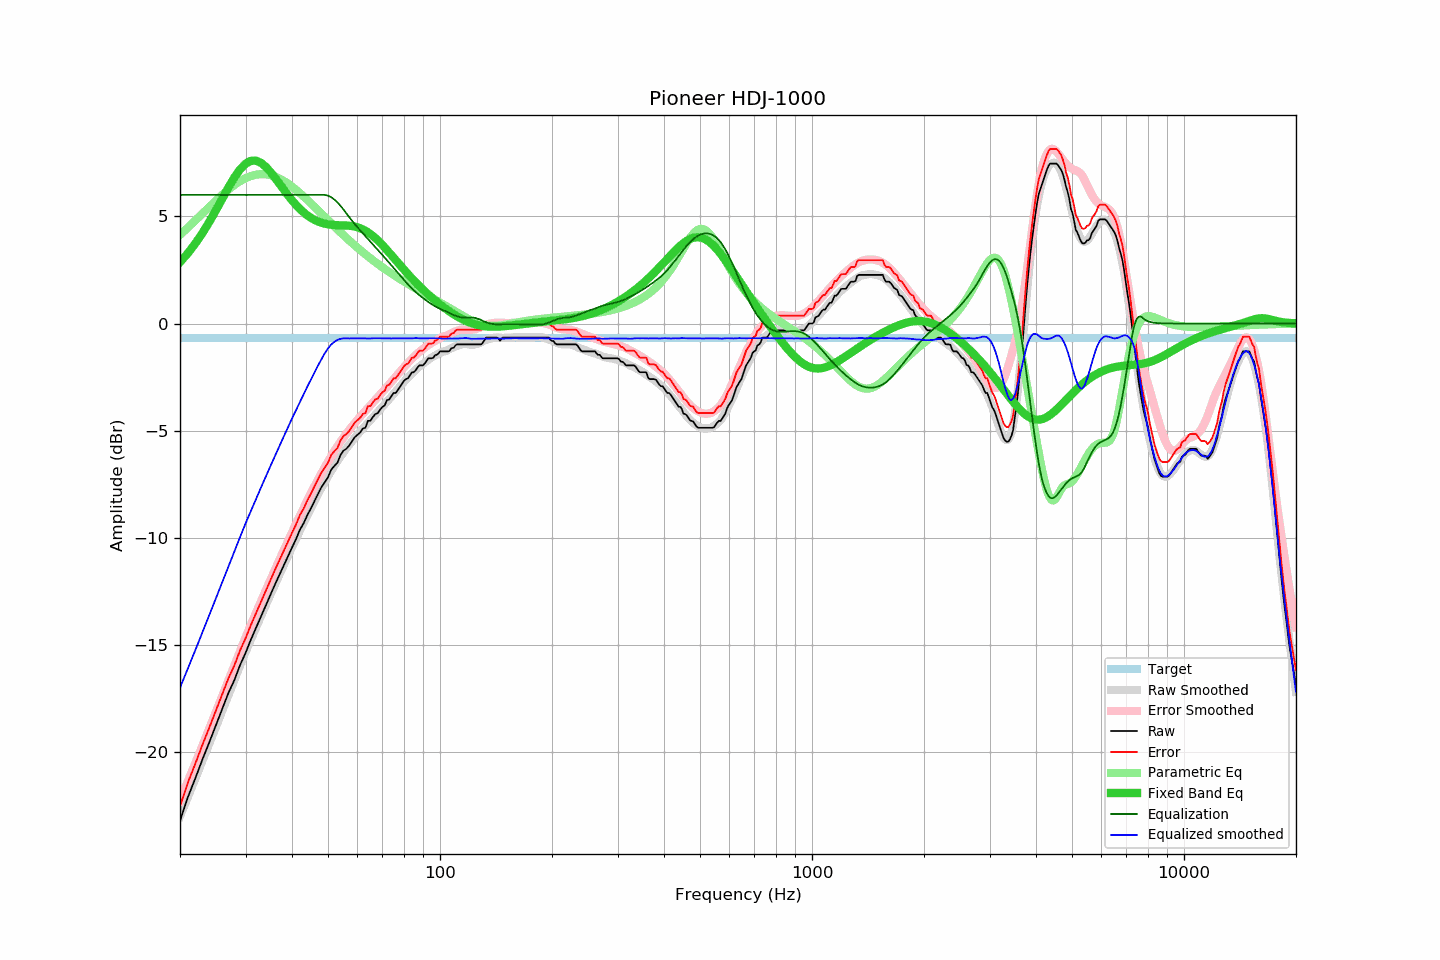 Pioneer HDJ-1000
Amplitude (dBr)
5
0
−5
−10
−15
−20
100
1000
10000
Frequency (Hz)
Target
Raw Smoothed
Error Smoothed
Raw
Error
Parametric Eq
Fixed Band Eq
Equalization
Equalized smoothed